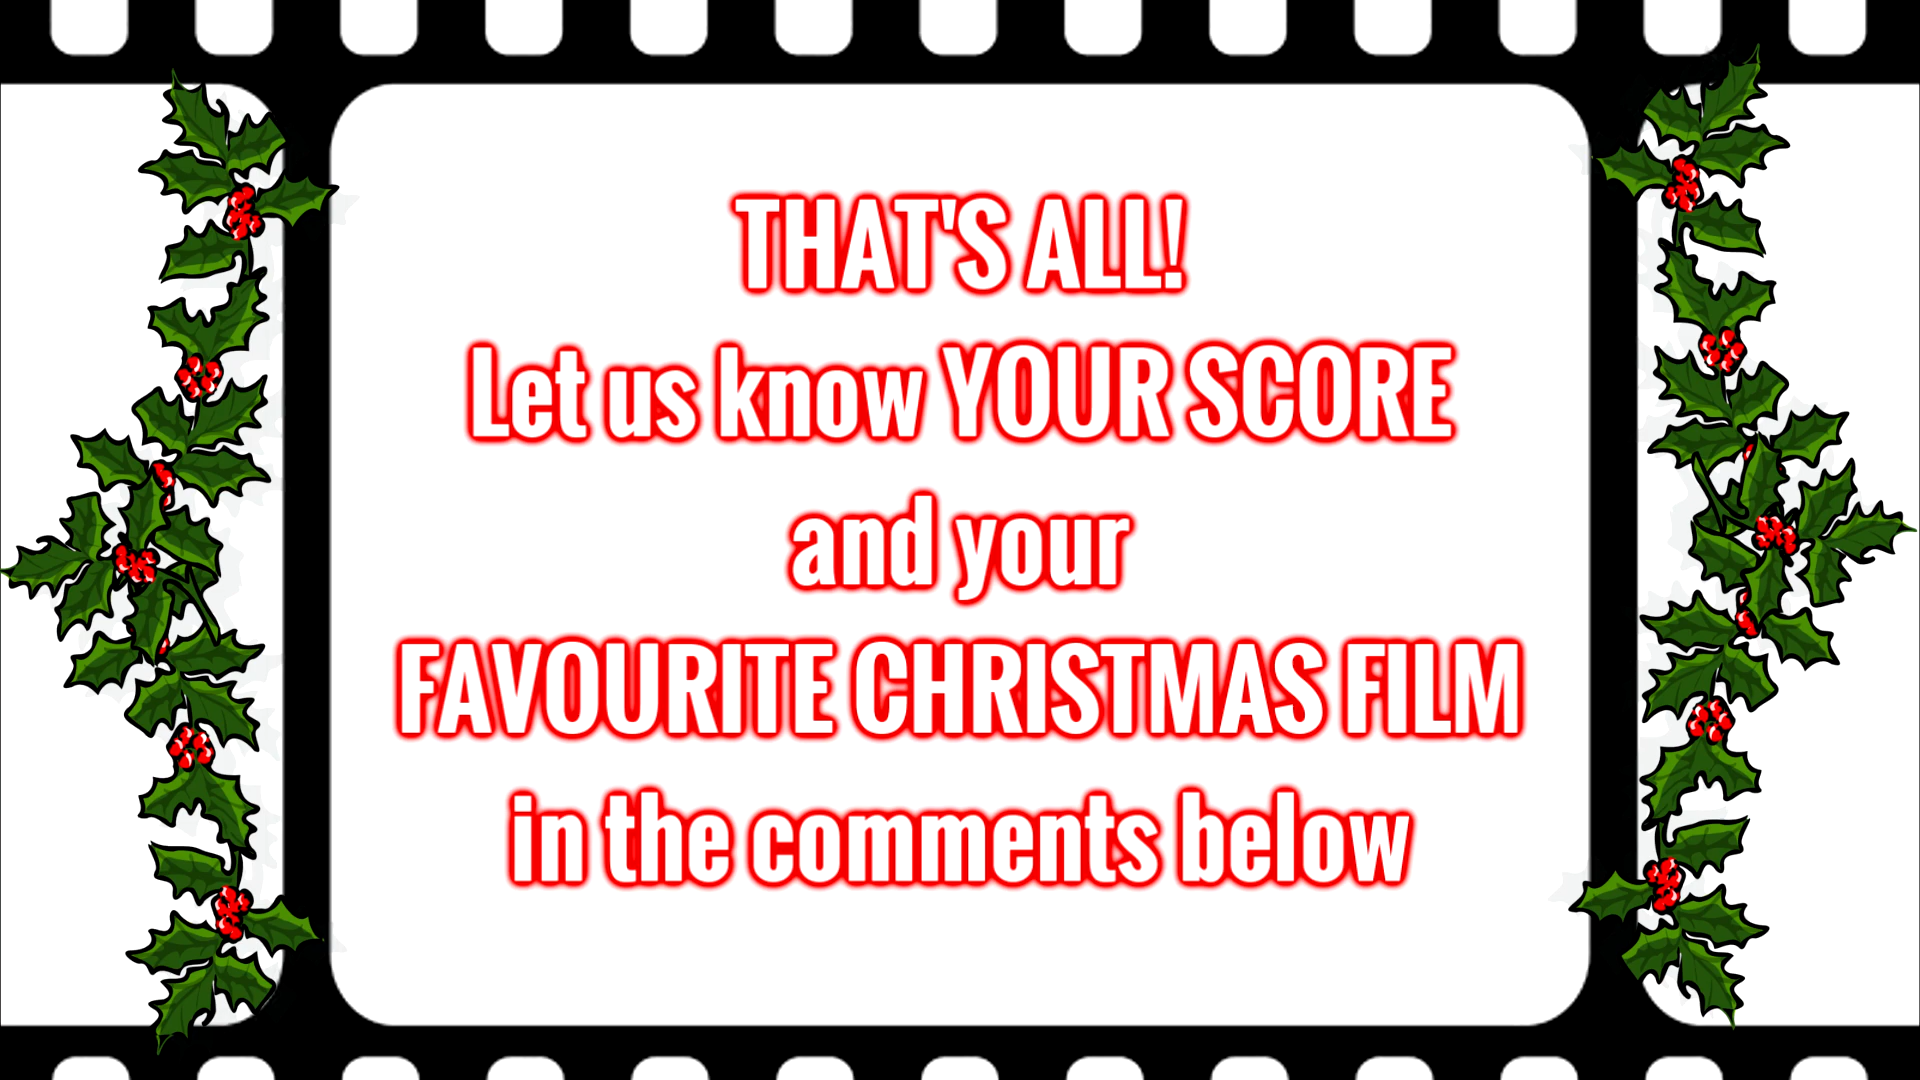 THAT'S ALL!
Let us know YOUR SCORE
and your
FAVOURITE CHRISTMAS FILM
in the comments below